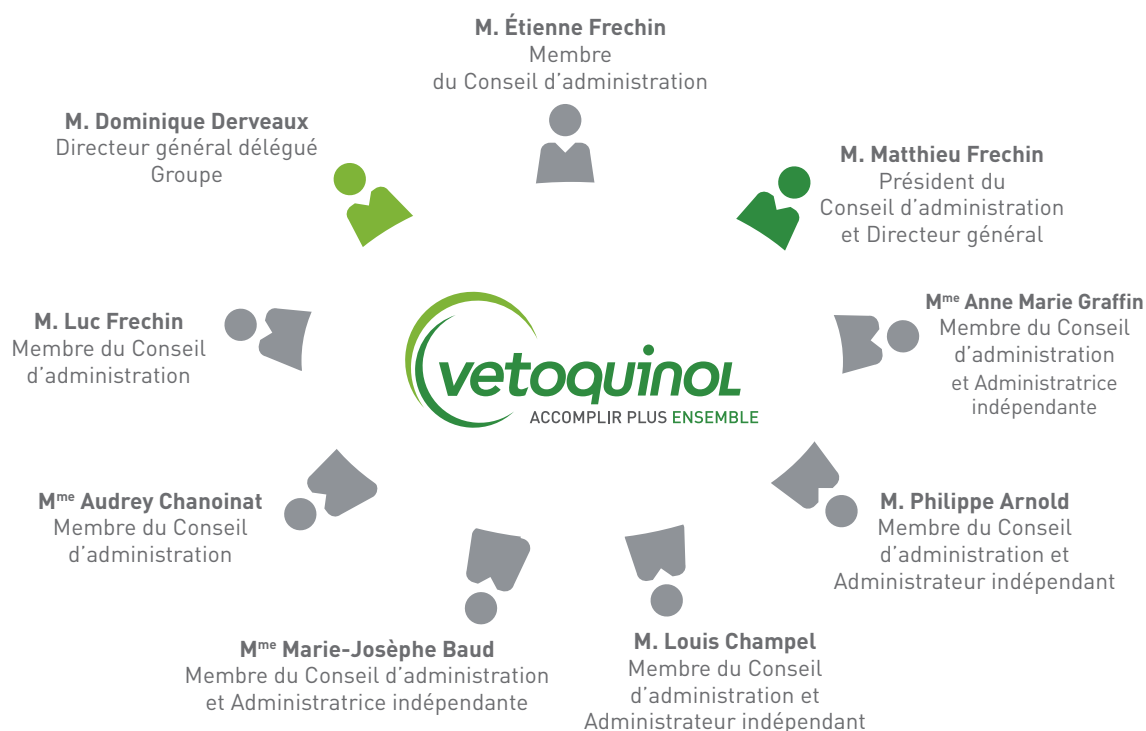 M. Étienne Frechin
Membre
du Conseil d'administration
M. Dominique Derveaux
Directeur général délégué
Groupe
M. Matthieu Frechin
Président du
Conseil d'administration
et Directeur général
M. Luc Frechin
Membre du Conseil
d'administration
Mme Anne Marie Graffin
Membre du Conseil
d'administration
et Administratrice
indépendante
vetoquinol
ACCOMPLIR PLUS ENSEMBLE
Mme Audrey Chanoinat
Membre du Conseil
d'administration
M. Philippe Arnold
Membre du Conseil
d'administration et
Administrateur indépendant
Mme Marie-Josèphe Baud
Membre du Conseil d'administration
et Administratrice indépendante
M. Louis Champel
Membre du Conseil
d'administration et
Administrateur indépendant